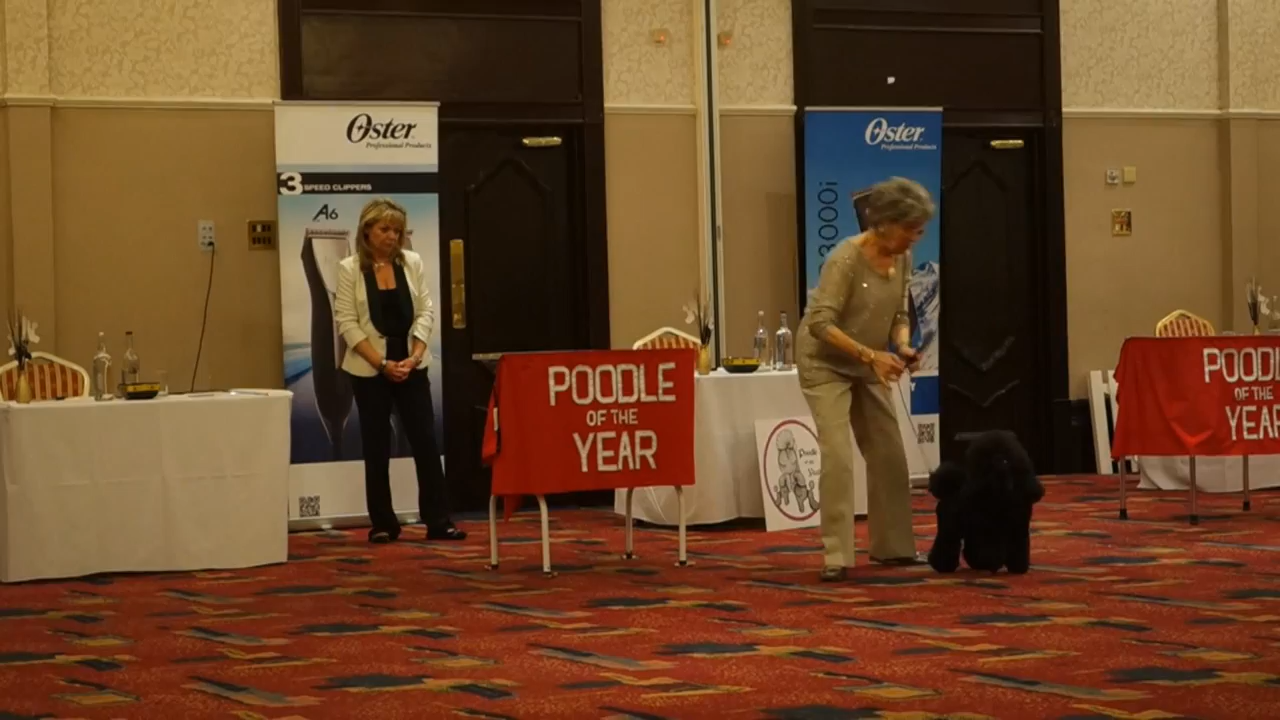 Oster
Professional Products
3 SPEED CLIPPERS
A6
POODLE
OF THE
YEAR
Oster
Professional Products
3000i
Poodle
POODL
OF THE
YEAR